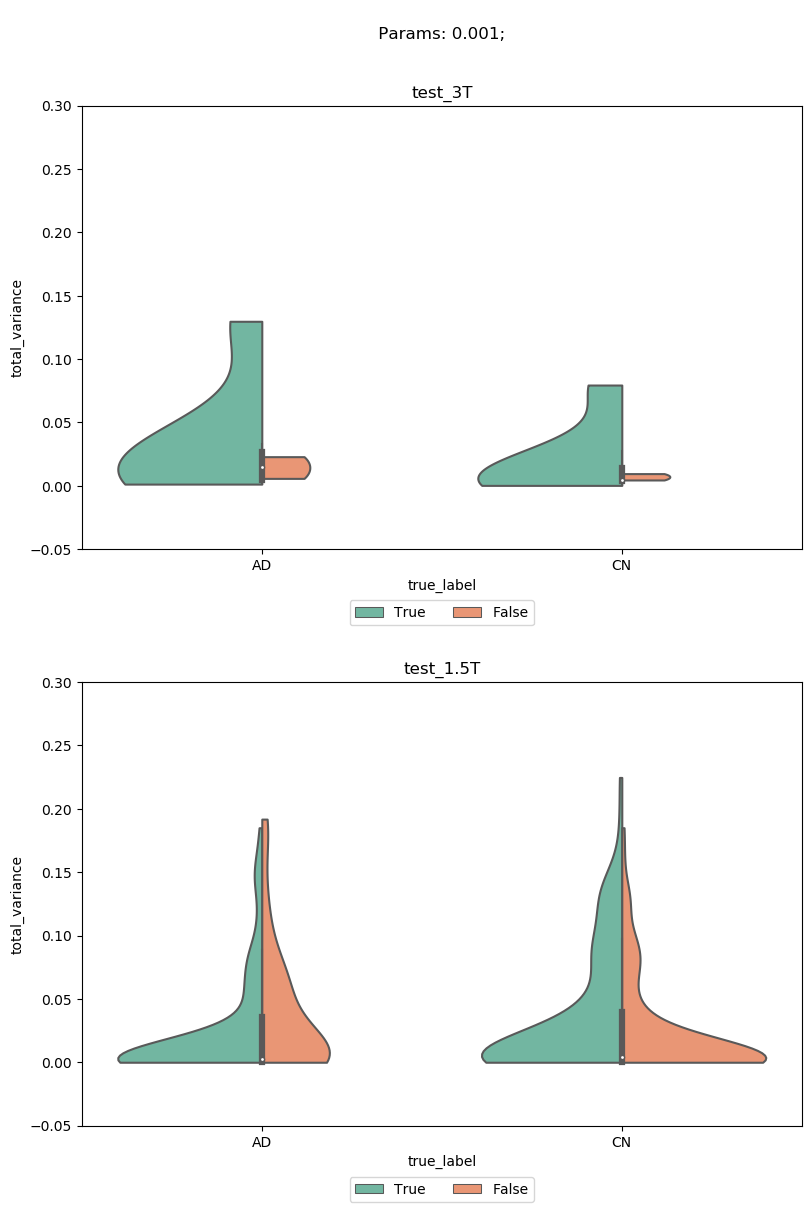 Params: 0.001;
test_3T
0.30
0.25
0.20
0.15
0.10
0.05
0.00
−0.05
total_variance
AD CN
true_label
True False
test_1.5T
0.30
0.25
0.20
0.15
0.10
0.05
0.00
−0.05
total_variance
AD CN
true_label
True False